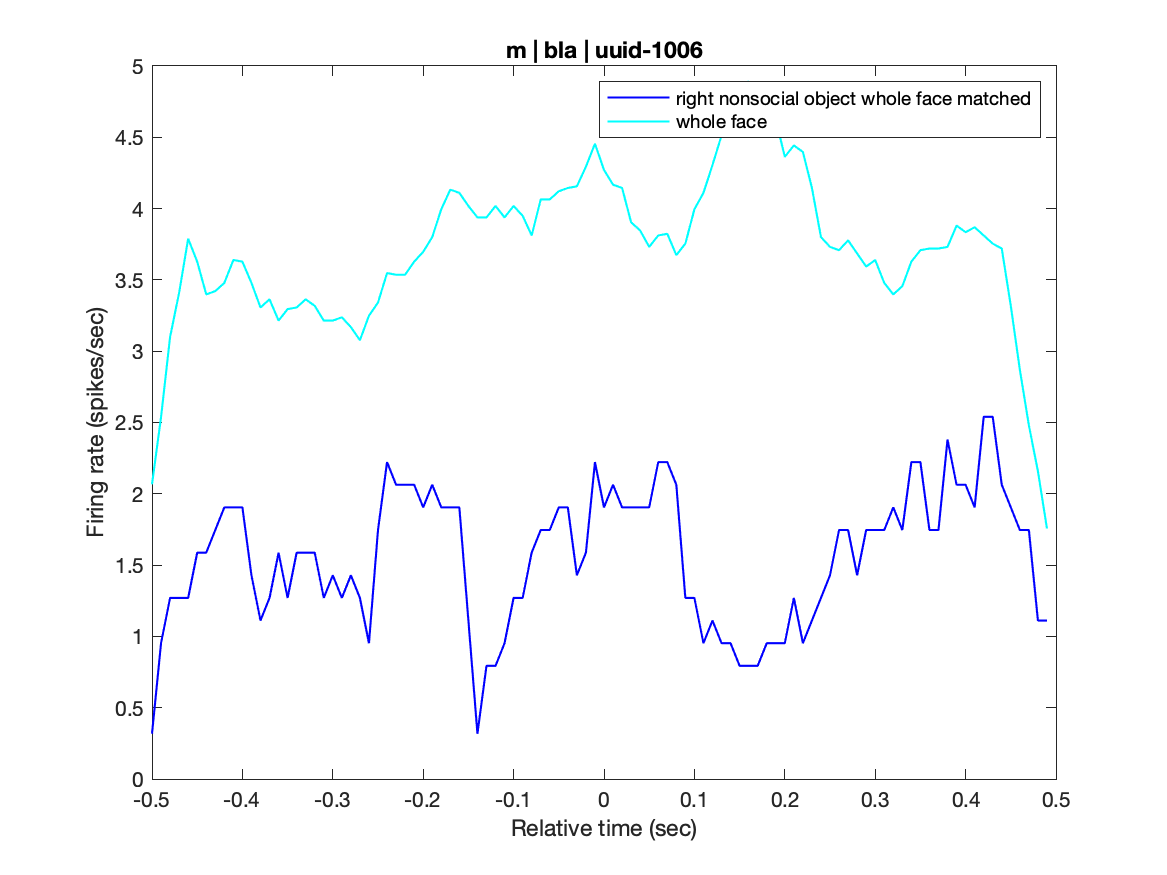 m | bla | uuid-1006
right nonsocial object whole face matched
whole face
Firing rate (spikes/sec)
5
4.5
4
3.5
3
2.5
2
1.5
1
0.5
0
-0.5 -0.4 -0.3 -0.2 -0.1 0 0.1 0.2 0.3 0.4 0.5
Relative time (sec)